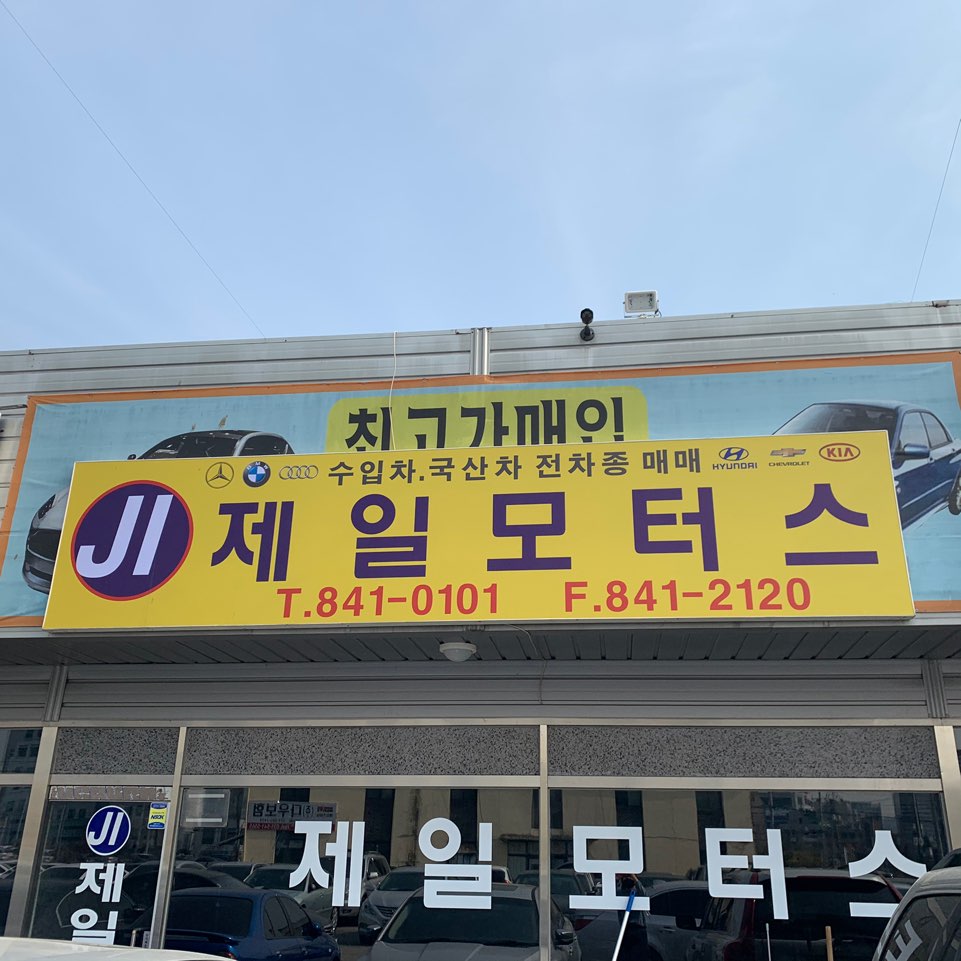 최고가매입
수입차.국산차 전차종 매매
HYUNDAI
CHEVROLET
KIA
JI
제일모터스
T.841-0101 F.841-2120
JI
제일
제일모터스